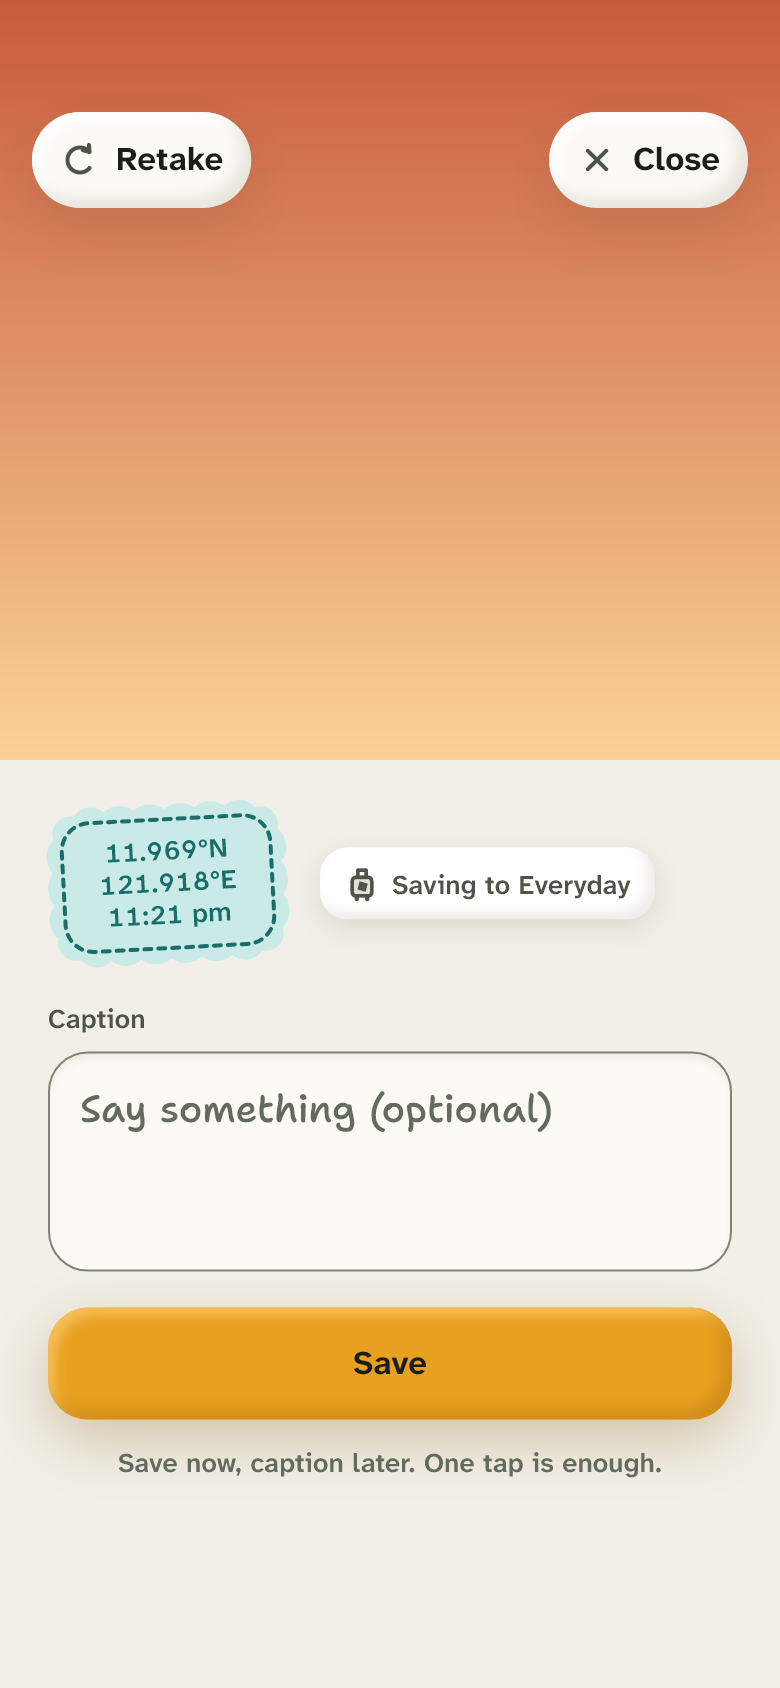 Retake
Close
11.969°N
121.918°E
11:21 pm
Saving to Everyday
Caption
Say something (optional)
Save
Save now, caption later. One tap is enough.